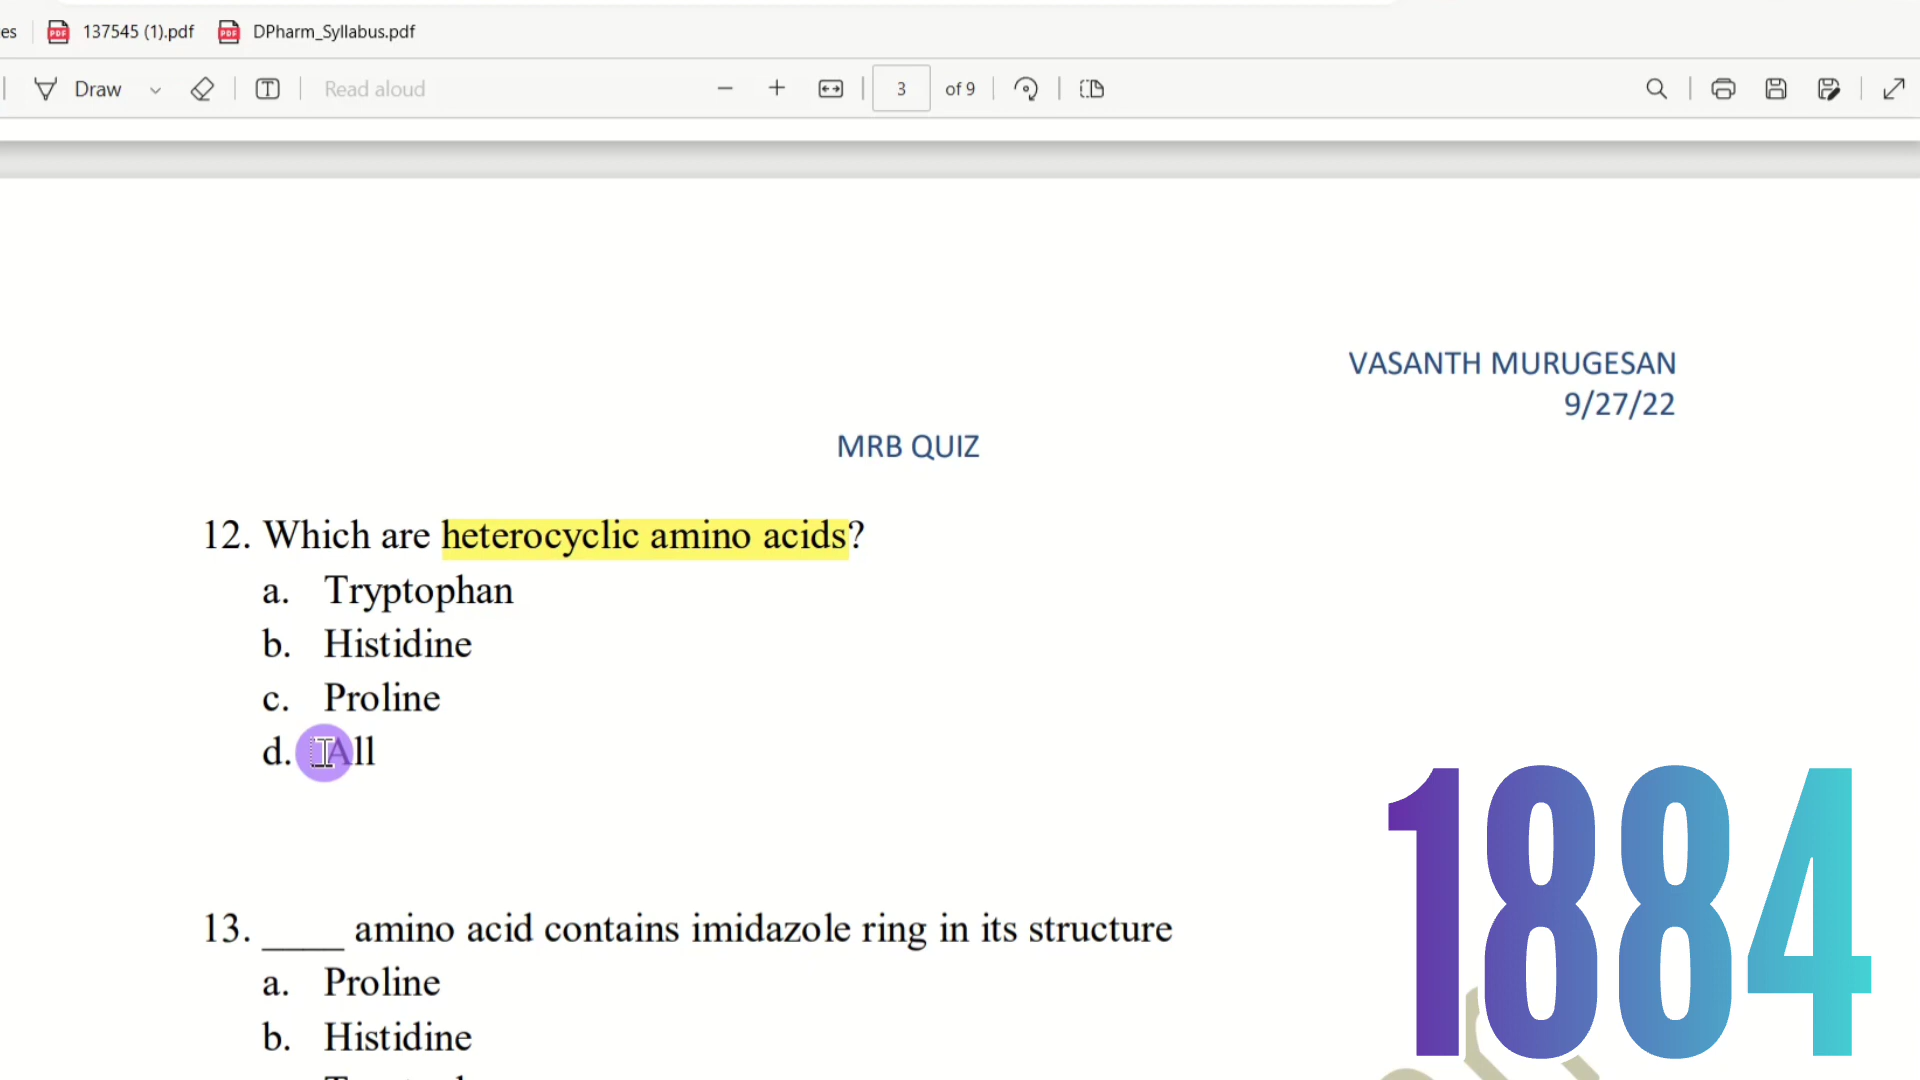 es 137545 (1).pdf DPharm_Syllabus.pdf
Draw Read aloud 3 of 9
VASANTH MURUGESAN
9/27/22
MRB QUIZ
12. Which are heterocyclic amino acids?
a. Tryptophan
b. Histidine
c. Proline
d. All
13. ____ amino acid contains imidazole ring in its structure
a. Proline
b. Histidine
1884